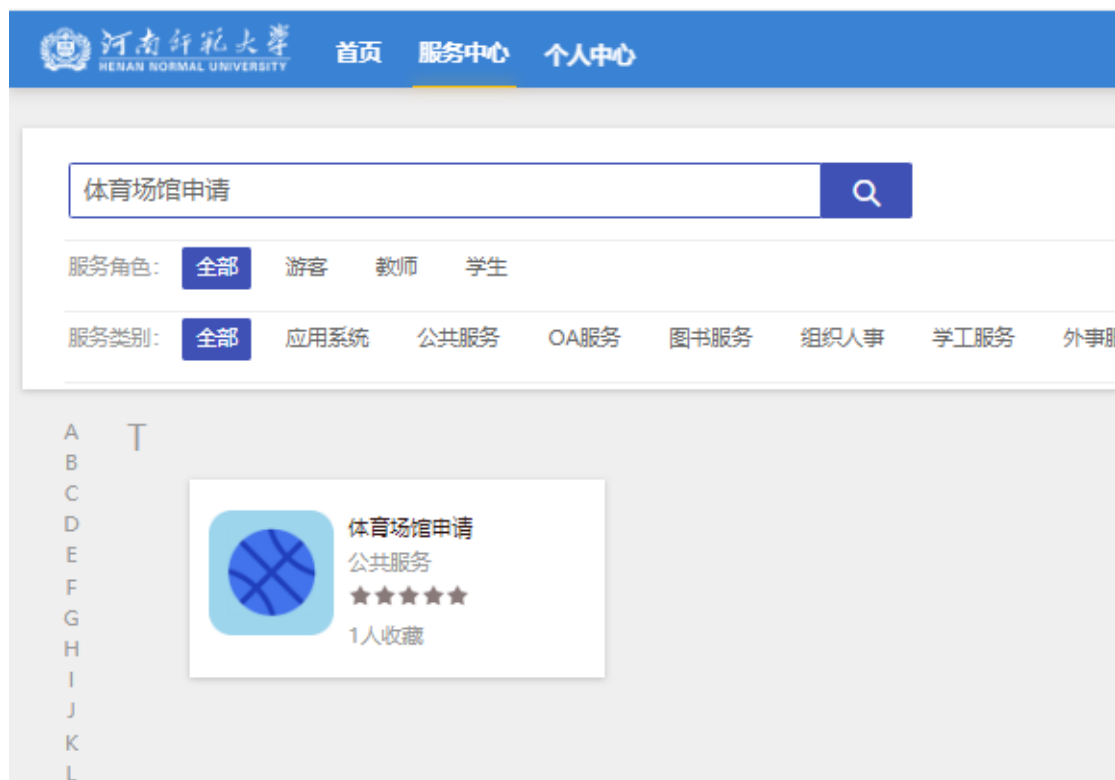 河南师范大学 首页 服务中心 个人中心
HENAN NORMAL UNIVERSITY
体育场馆申请
服务角色: 全部 游客 教师 学生
服务类别: 全部 应用系统 公共服务 OA服务 图书服务 组织人事 学工服务 外事
A
T
B
C
D
E
F
G
H
I
J
K
L
体育场馆申请
公共服务
1人收藏